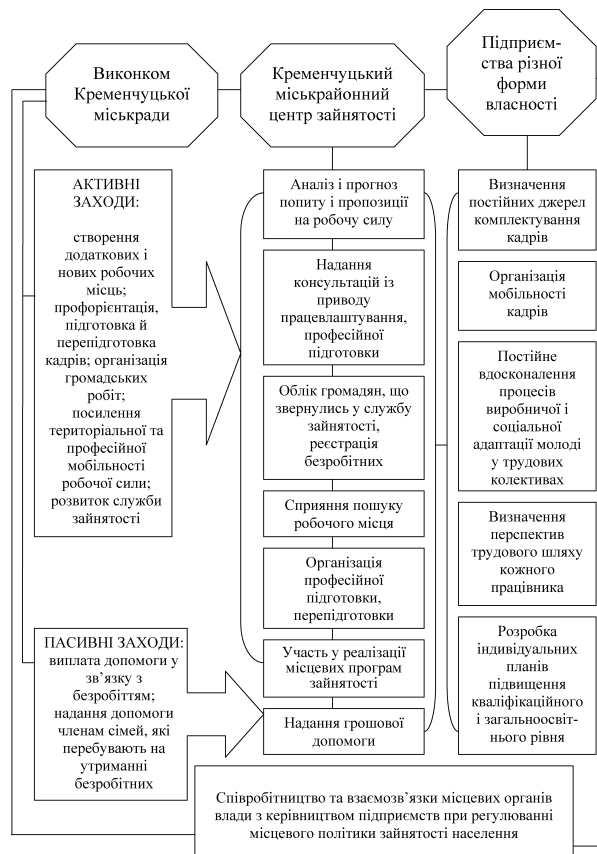 Виконком
Кременчуцької
міськради
Кременчуцький
міськрайонний
центр зайнятості
Підприєм-
ства різної
форми
власності
АКТИВНІ
ЗАХОДИ:
створення
додаткових і
нових робочих
місць;
профорієнтація,
підготовка й
перепідготовка
кадрів; організація
громадських
робіт;
посилення
територіальної та
професійної
мобільності
робочої сили;
розвиток служби
зайнятості
ПАСИВНІ ЗАХОДИ:
виплата допомоги у
зв’язку з
безробіттям;
надання допомоги
членам сімей, які
перебувають на
утриманні
безробітних
Аналіз і прогноз
попиту і пропозиції
на робочу силу
Надання
консультацій із
приводу
працевлаштування,
професійної
підготовки
Облік громадян, що
звернулись у службу
зайнятості,
реєстрація
безробітних
Сприяння пошуку
робочого місця
Організація
професійної
підготовки,
перепідготовки
Участь у реалізації
місцевих програм
зайнятості
Надання грошової
допомоги
Визначення
постійних джерел
комплектування
кадрів
Організація
мобільності
кадрів
Постійне
вдосконалення
процесів
виробничої і
соціальної
адаптації молоді
у трудових
колективах
Визначення
перспектив
трудового шляху
кожного
працівника
Розробка
індивідуальних
планів
підвищення
кваліфікаційного
і загальноосвіт-
нього рівня
Співробітництво та взаємозв’язки місцевих органів
влади з керівництвом підприємств при регулюванні
місцевого політики зайнятості населення